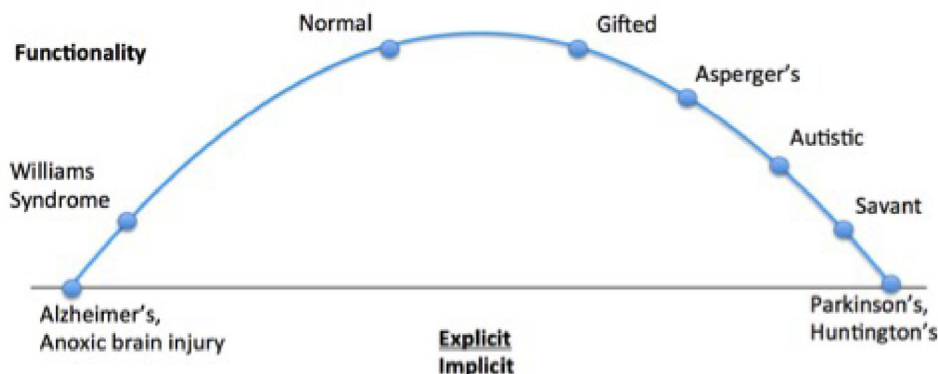 Normal
Gifted
Functionality
Asperger's
Autistic
Williams
Syndrome
Savant
Alzheimer's,
Anoxic brain injury
Parkinson's,
Huntington's
Explicit
Implicit